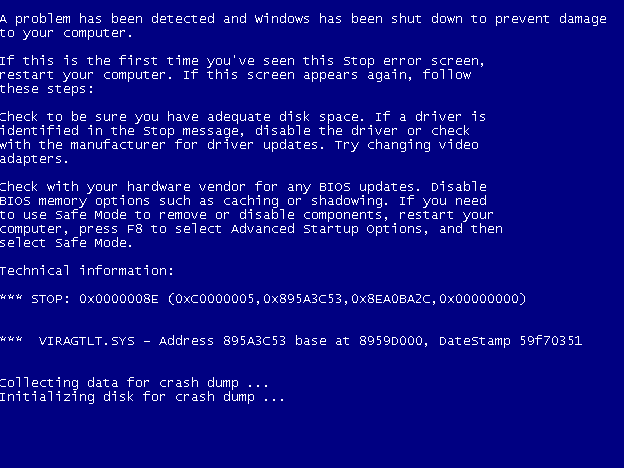 A problem has been detected and Windows has been shut down to prevent damage
to your computer.
If this is the first time you've seen this Stop error screen,
restart your computer. If this screen appears again, follow
these steps:
Check to be sure you have adequate disk space. If a driver is
identified in the Stop message, disable the driver or check
with the manufacturer for driver updates. Try changing video
adapters.
Check with your hardware vendor for any BIOS updates. Disable
BIOS memory options such as caching or shadowing. If you need
to use Safe Mode to remove or disable components, restart your
computer, press F8 to select Advanced Startup Options, and then
select Safe Mode.
Technical information:
*** STOP: 0x0000008E (0xC0000005,0x895A3C53,0x8EA0BA2C,0x00000000)
***  VIRAGTLT.SYS - Address 895A3C53 base at 8959D000, DateStamp 59f70351
Collecting data for crash dump ...
Initializing disk for crash dump ...